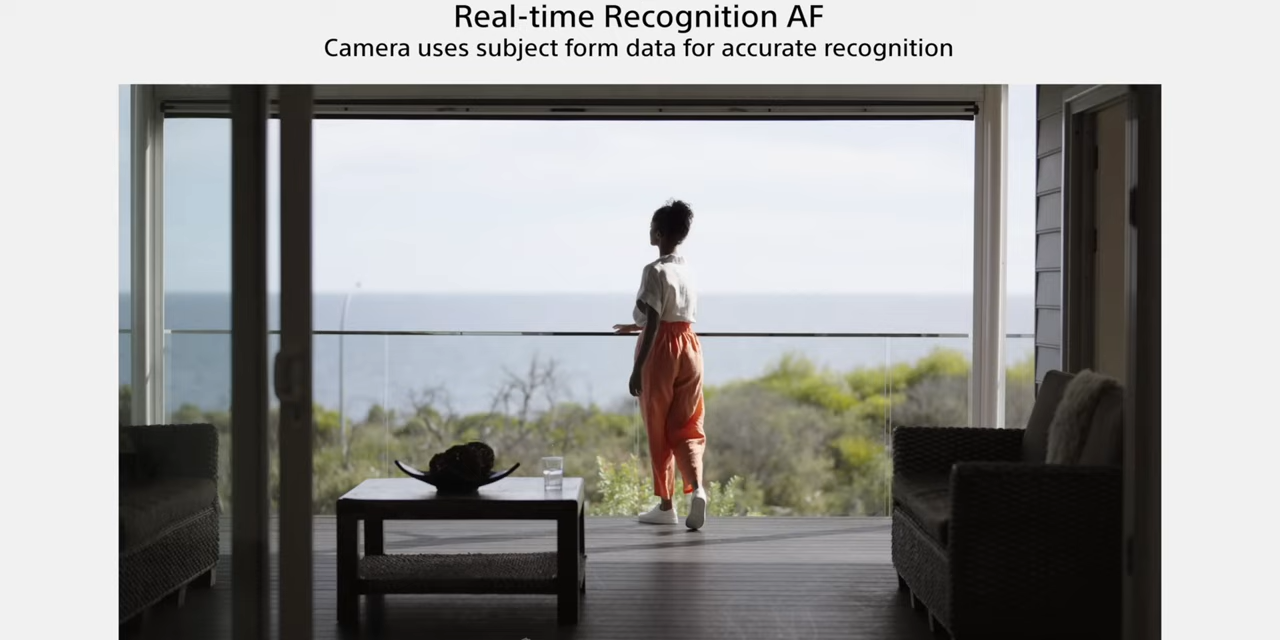 Real-time Recognition AF
Camera uses subject form data for accurate recognition